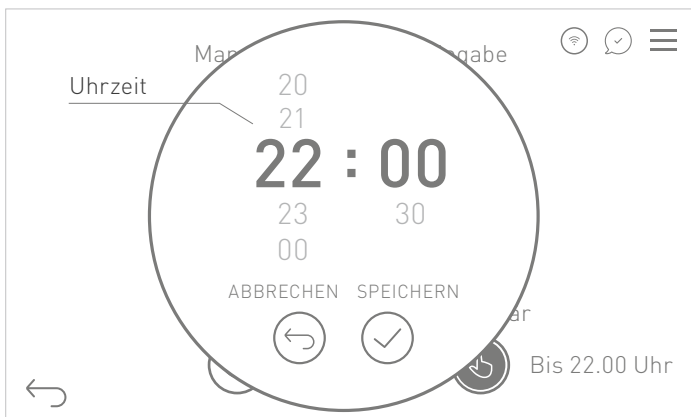 Uhrzeit
20
21
22 : 00
23 30
00
ABBRECHEN SPEICHERN
Bis 22.00 Uhr